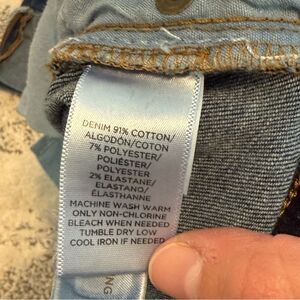 DENIM 91% COTTON/
ALGODÓN/COTON
7% POLYESTER/
POLIÉSTER/
POLYESTER
2% ELASTANE/
ELASTANO/
ÉLASTHANNE
MACHINE WASH WARM
ONLY NON-CHLORINE
BLEACH WHEN NEEDED
TUMBLE DRY LOW
COOL IRON IF NEEDED